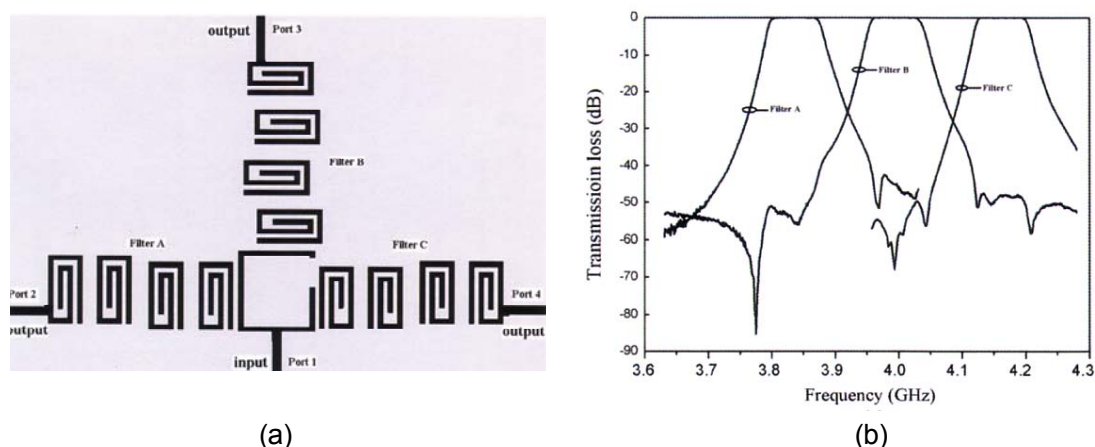 output
Port 3
Filter B
Filter A
Filter C
Port 2
output
Port 4
output
input
Port 1
(a)
0
-10
-20
-30
-40
-50
-60
-70
-80
-90
Transmissioin loss (dB)
Filter A
Filter B
Filter C
3.6 3.7 3.8 3.9 4.0 4.1 4.2 4.3
Frequency (GHz)
(b)